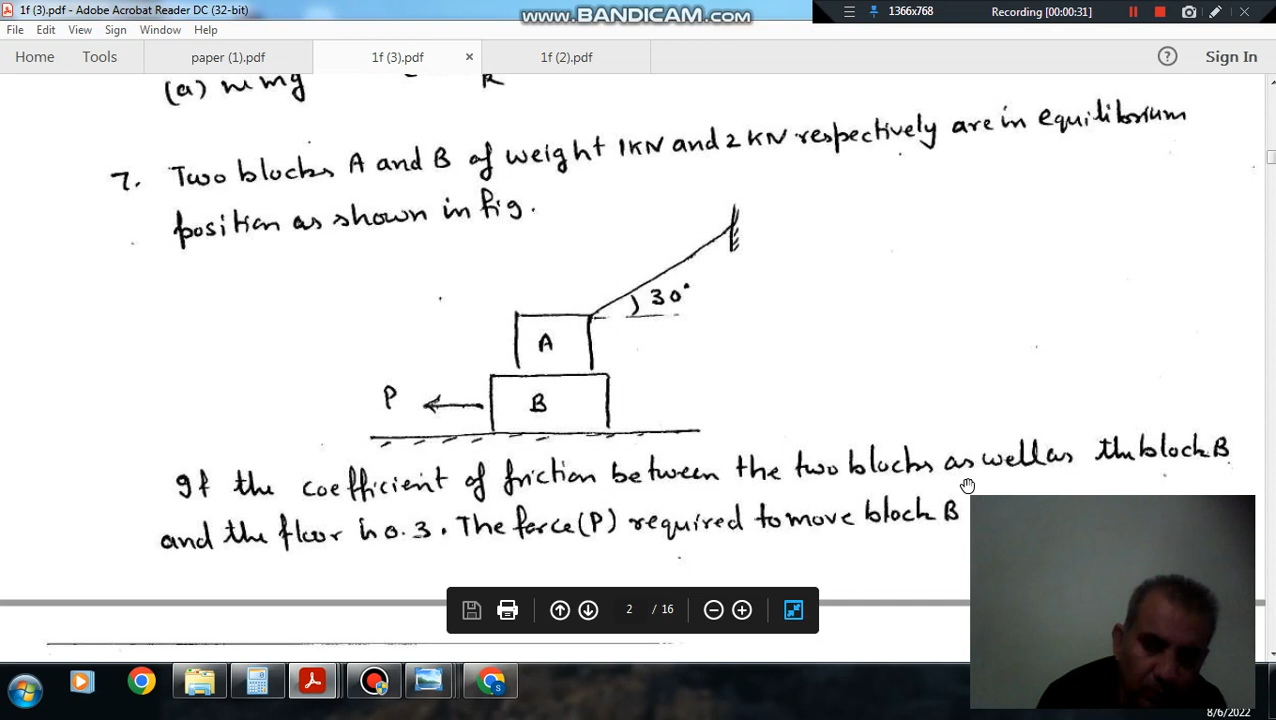 1f (3).pdf - Adobe Acrobat Reader DC (32-bit)
www.BANDICAM.com
1366x768
Recording [00:00:31]
File Edit View Sign Window Help
Home Tools paper (1).pdf 1f (3).pdf × 1f (2).pdf ? Sign In
(a) mg
R
7. Two blocks A and B of weight 1KN and 2KN respectively are in equilibrium
position as shown in fig.
30°
A
P
B
If the coefficient of friction between the two blocks as well as the block B
and the floor is 0.3. The force (P) required to move block B
2 / 16
8/6/2022